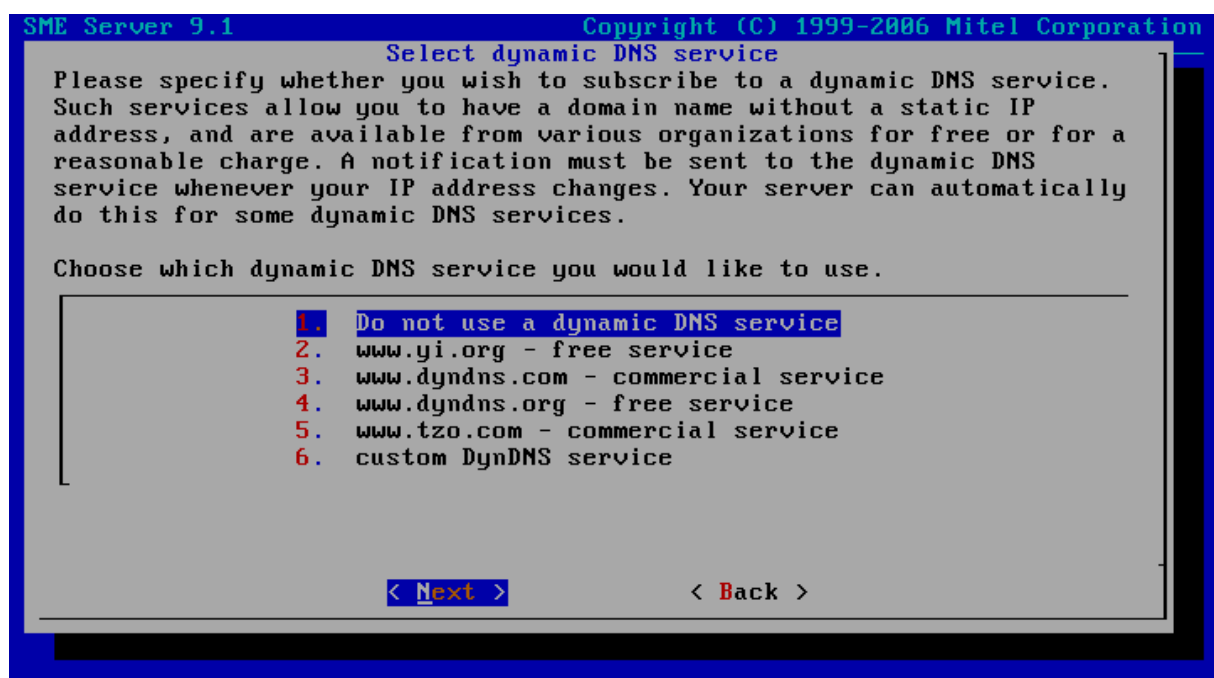 SME Server 9.1 Copyright (C) 1999-2006 Mitel Corporation
Select dynamic DNS service
Please specify whether you wish to subscribe to a dynamic DNS service.
Such services allow you to have a domain name without a static IP
address, and are available from various organizations for free or for a
reasonable charge. A notification must be sent to the dynamic DNS
service whenever your IP address changes. Your server can automatically
do this for some dynamic DNS services.
Choose which dynamic DNS service you would like to use.
1. Do not use a dynamic DNS service
2. www.yi.org - free service
3. www.dyndns.com - commercial service
4. www.dyndns.org - free service
5. www.tzo.com - commercial service
6. custom DynDNS service
< Next > < Back >